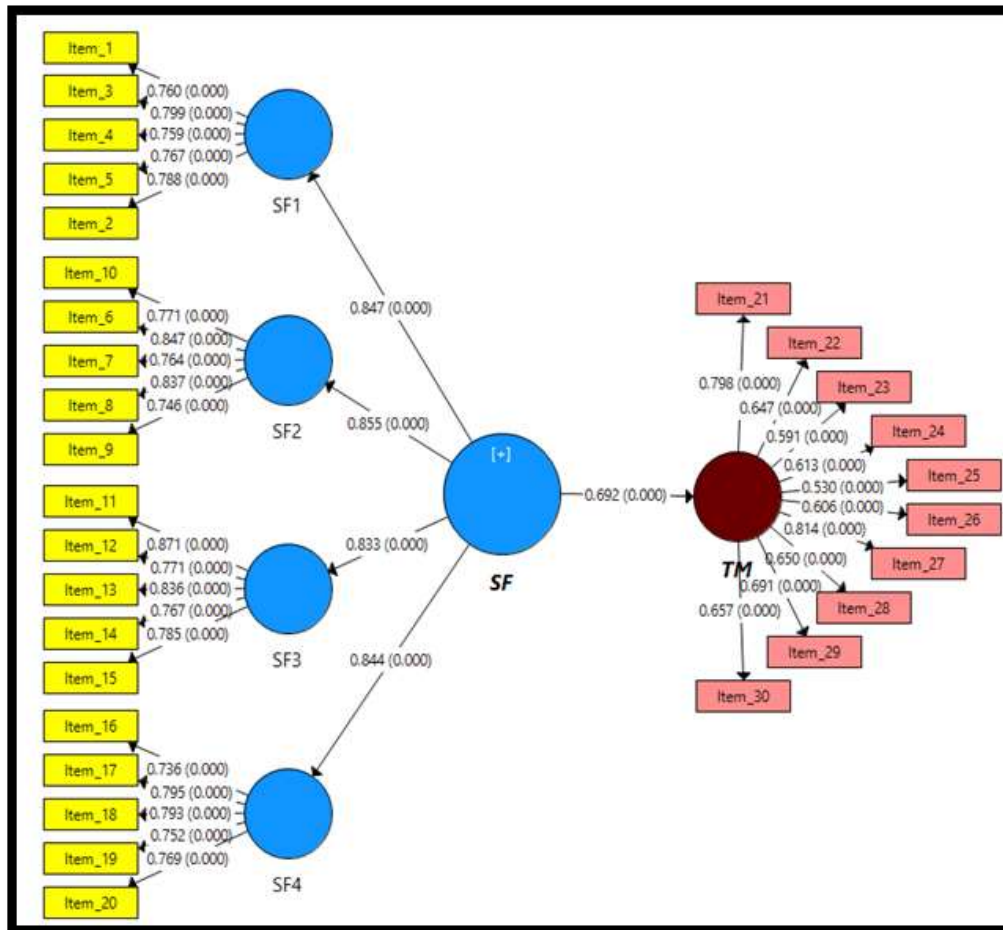 Item_1
0.760 (0.000)
Item_3
0.799 (0.000)
Item_4
0.759 (0.000)
Item_5
0.767 (0.000)
Item_2
0.788 (0.000)
SF1
Item_10
0.771 (0.000)
Item_6
0.847 (0.000)
Item_7
0.764 (0.000)
Item_8
0.837 (0.000)
Item_9
0.746 (0.000)
SF2
Item_11
0.871 (0.000)
Item_12
0.771 (0.000)
Item_13
0.836 (0.000)
Item_14
0.767 (0.000)
Item_15
0.785 (0.000)
SF3
Item_16
0.736 (0.000)
Item_17
0.795 (0.000)
Item_18
0.793 (0.000)
Item_19
0.752 (0.000)
Item_20
0.769 (0.000)
SF4
0.847 (0.000)
0.855 (0.000)
0.833 (0.000)
0.844 (0.000)
[+]
SF
0.692 (0.000)
TM
Item_21
0.798 (0.000)
Item_22
0.647 (0.000)
Item_23
0.591 (0.000)
Item_24
0.613 (0.000)
Item_25
0.530 (0.000)
Item_26
0.606 (0.000)
Item_27
0.814 (0.000)
Item_28
0.650 (0.000)
Item_29
0.691 (0.000)
Item_30
0.657 (0.000)